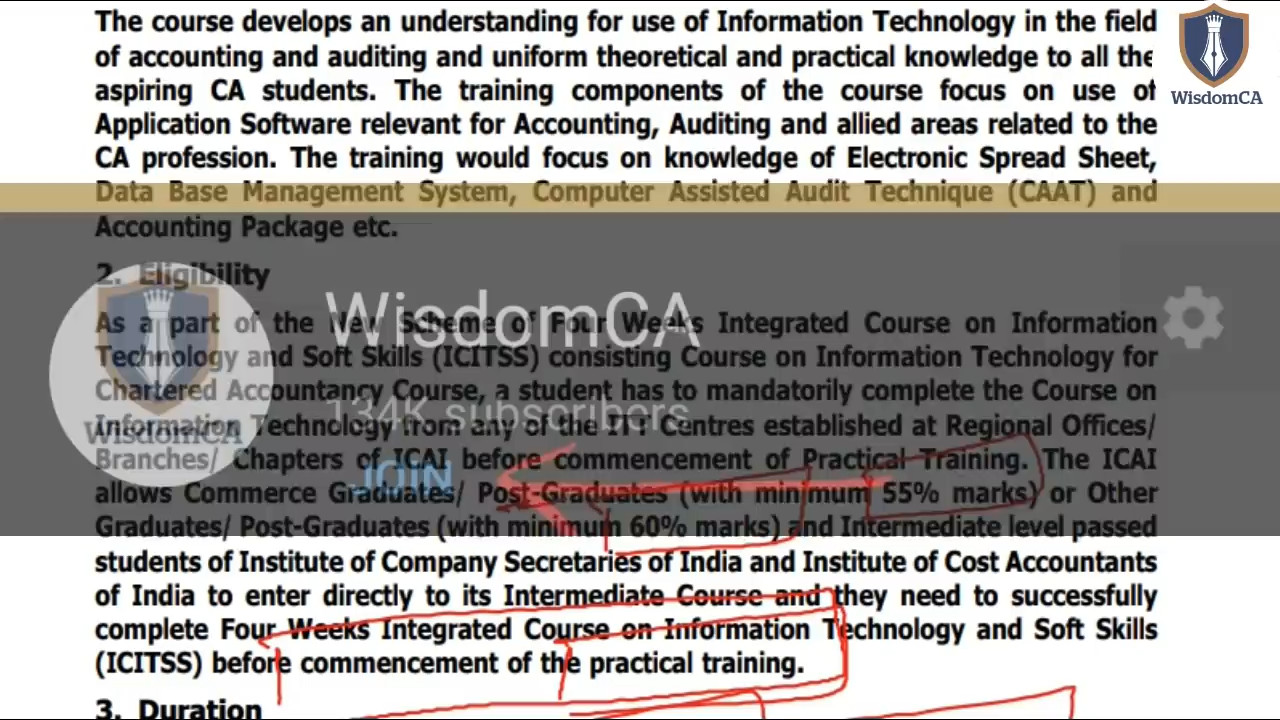 The course develops an understanding for use of Information Technology in the field
of accounting and auditing and uniform theoretical and practical knowledge to all the
aspiring CA students. The training components of the course focus on use of
Application Software relevant for Accounting, Auditing and allied areas related to the
CA profession. The training would focus on knowledge of Electronic Spread Sheet,
Data Base Management System, Computer Assisted Audit Technique (CAAT) and
Accounting Package etc.
WisdomCA
2. Eligibility
As a part of the New Scheme of Four Weeks Integrated Course on Information
Technology and Soft Skills (ICITSS) consisting Course on Information Technology for
Chartered Accountancy Course, a student has to mandatorily complete the Course on
Information Technology from any of the ITT Centres established at Regional Offices/
Branches/ Chapters of ICAI before commencement of Practical Training. The ICAI
allows Commerce Graduates/ Post-Graduates (with minimum 55% marks) or Other
Graduates/ Post-Graduates (with minimum 60% marks) and Intermediate level passed
students of Institute of Company Secretaries of India and Institute of Cost Accountants
of India to enter directly to its Intermediate Course and they need to successfully
complete Four Weeks Integrated Course on Information Technology and Soft Skills
(ICITSS) before commencement of the practical training.
3. Duration
WisdomCA
WisdomCA
134K subscribers
JOIN